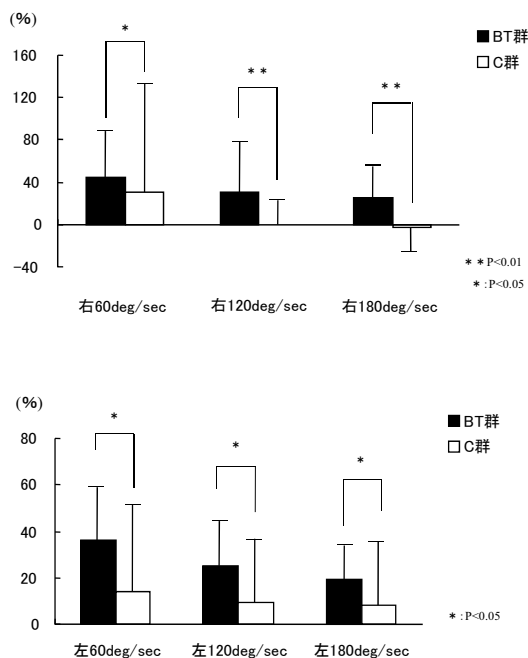 (%)
*
BT群
C群
160
**
**
120
80
40
0
-40
**P<0.01
*:P<0.05
右60deg/sec 右120deg/sec 右180deg/sec
(%)
BT群
C群
80
*
*
*
60
40
20
0
*:P<0.05
左60deg/sec 左120deg/sec 左180deg/sec